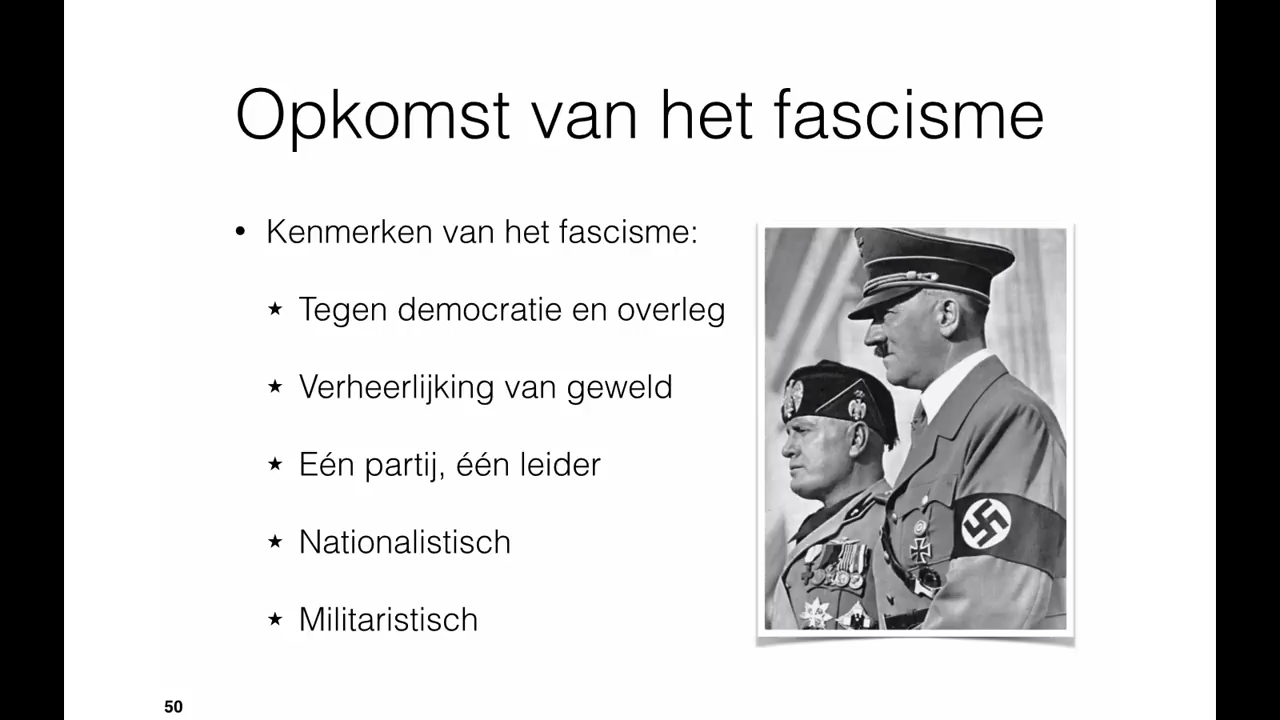 Opkomst van het fascisme
• Kenmerken van het fascisme:
★ Tegen democratie en overleg
★ Verheerlijking van geweld
★ Eén partij, één leider
★ Nationalistisch
★ Militaristisch
50